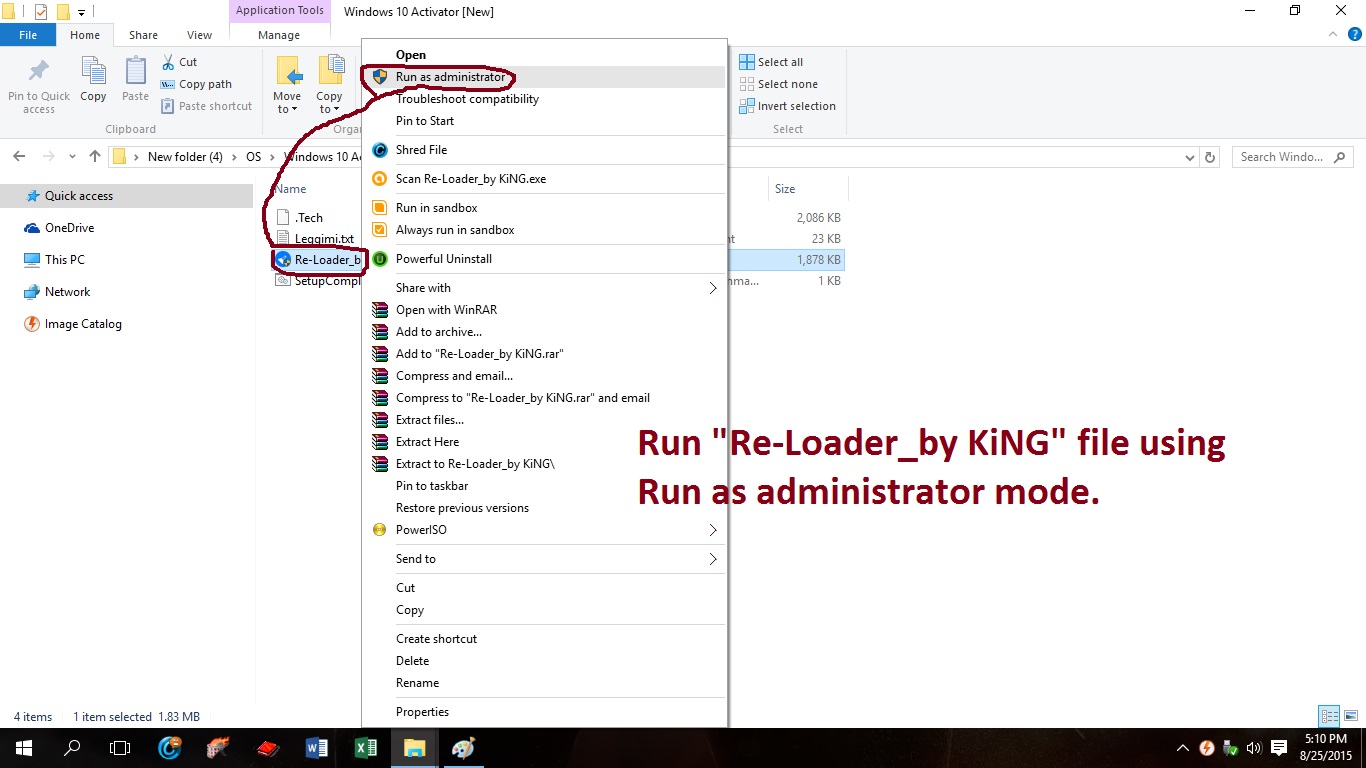 Application Tools
Windows 10 Activator [New]
File
Home
Share
View
Manage
Pin to Quick access
Copy
Paste
Cut
Copy path
Paste shortcut
Clipboard
Move to
Copy to
Organ
Select all
Select none
Invert selection
Select
New folder (4) > OS > Windows 10 Ac
Search Windo...
Quick access
OneDrive
This PC
Network
Image Catalog
Name
Size
.Tech
2,086 KB
Leggimi.txt
nt
23 KB
Re-Loader_b
1,878 KB
SetupCompl
mma...
1 KB
Open
Run as administrator
Troubleshoot compatibility
Pin to Start
Shred File
Scan Re-Loader_by KiNG.exe
Run in sandbox
Always run in sandbox
Powerful Uninstall
Share with
Open with WinRAR
Add to archive...
Add to "Re-Loader_by KiNG.rar"
Compress and email...
Compress to "Re-Loader_by KiNG.rar" and email
Extract files...
Extract Here
Extract to Re-Loader_by KiNG\
Pin to taskbar
Restore previous versions
PowerISO
Send to
Cut
Copy
Create shortcut
Delete
Rename
Properties
Run "Re-Loader_by KiNG" file using
Run as administrator mode.
4 items
1 item selected 1.83 MB
5:10 PM
8/25/2015